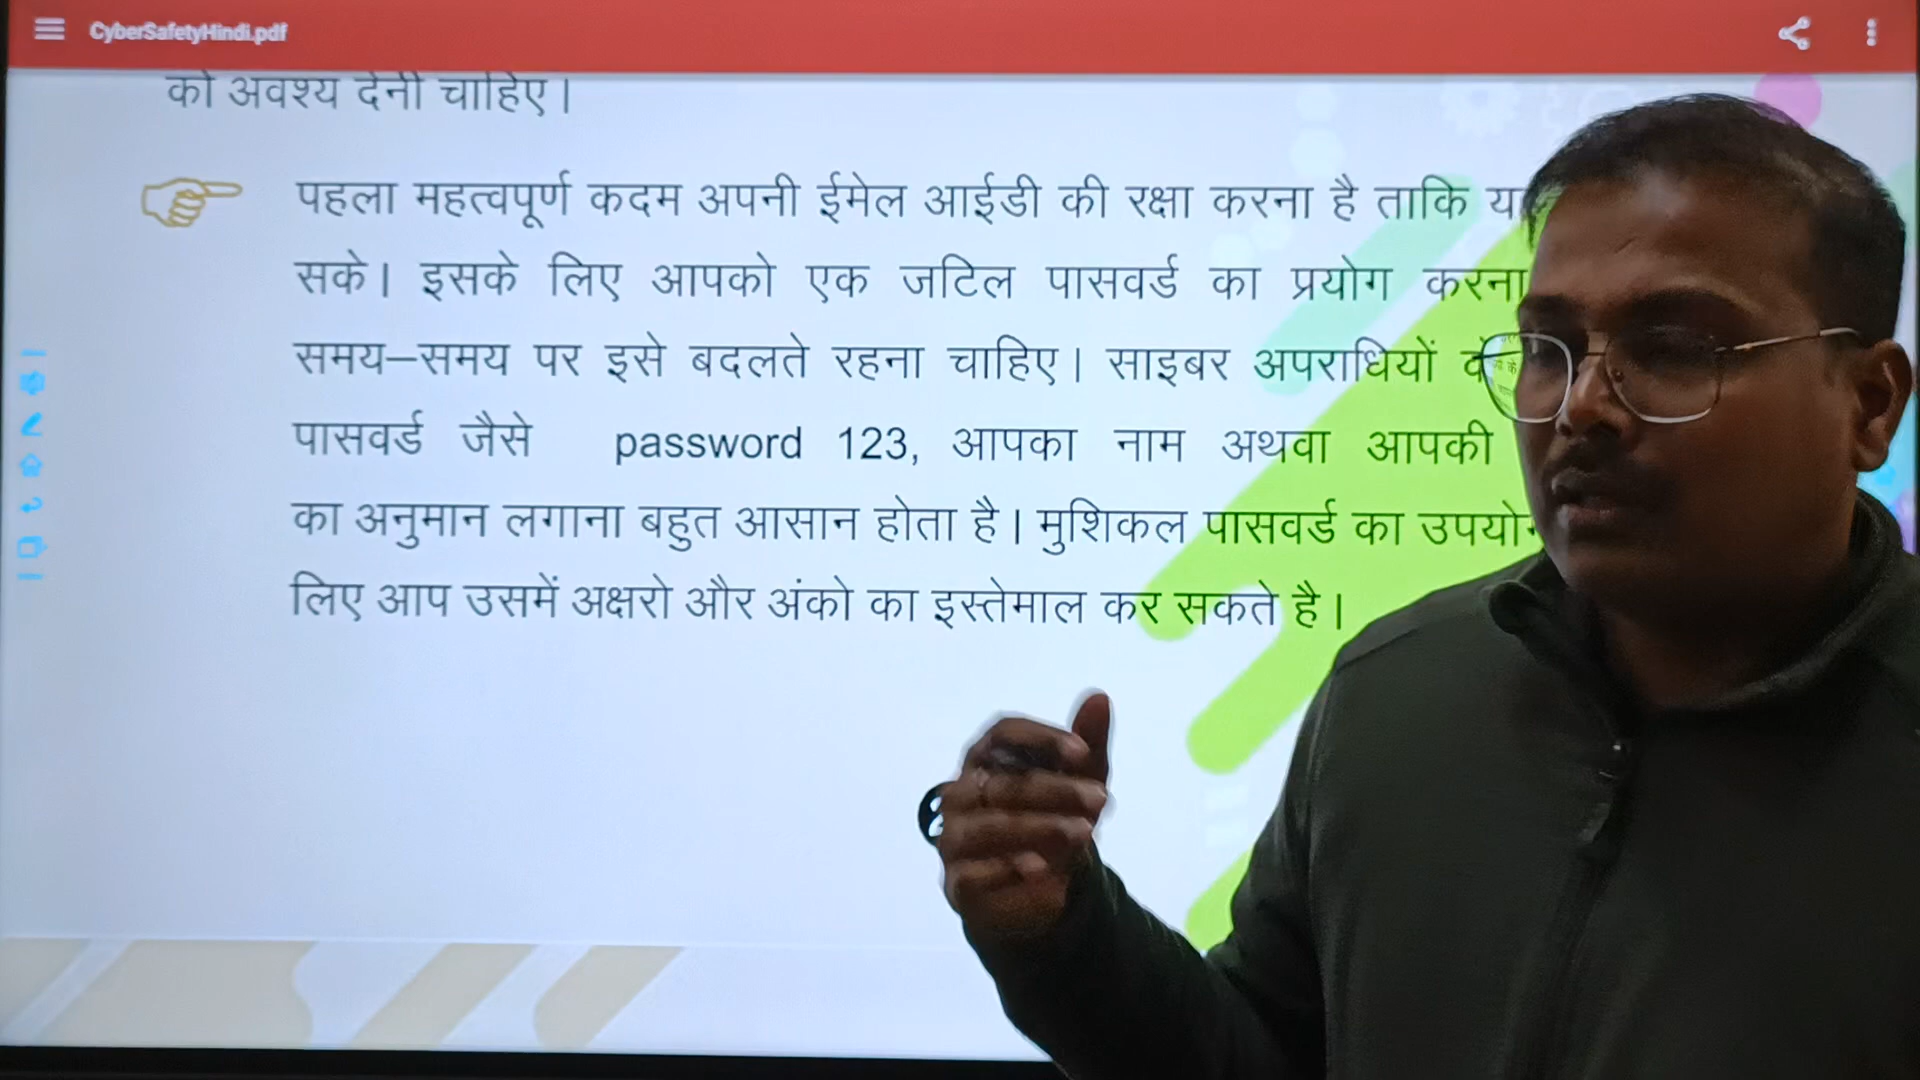 CyberSafetyHindi.pdf
को अवश्य देनी चाहिए।
पहला महत्वपूर्ण कदम अपनी ईमेल आईडी की रक्षा करना है ताकि
सके। इसके लिए आपको एक जटिल पासवर्ड का प्रयोग करना
समय–समय पर इसे बदलते रहना चाहिए। साइबर अपराधियों
पासवर्ड जैसे password 123, आपका नाम अथवा आपकी
का अनुमान लगाना बहुत आसान होता है। मुशिकल पासवर्ड का
लिए आप उसमें अक्षरो और अंको का इस्तेमाल कर सकते है।